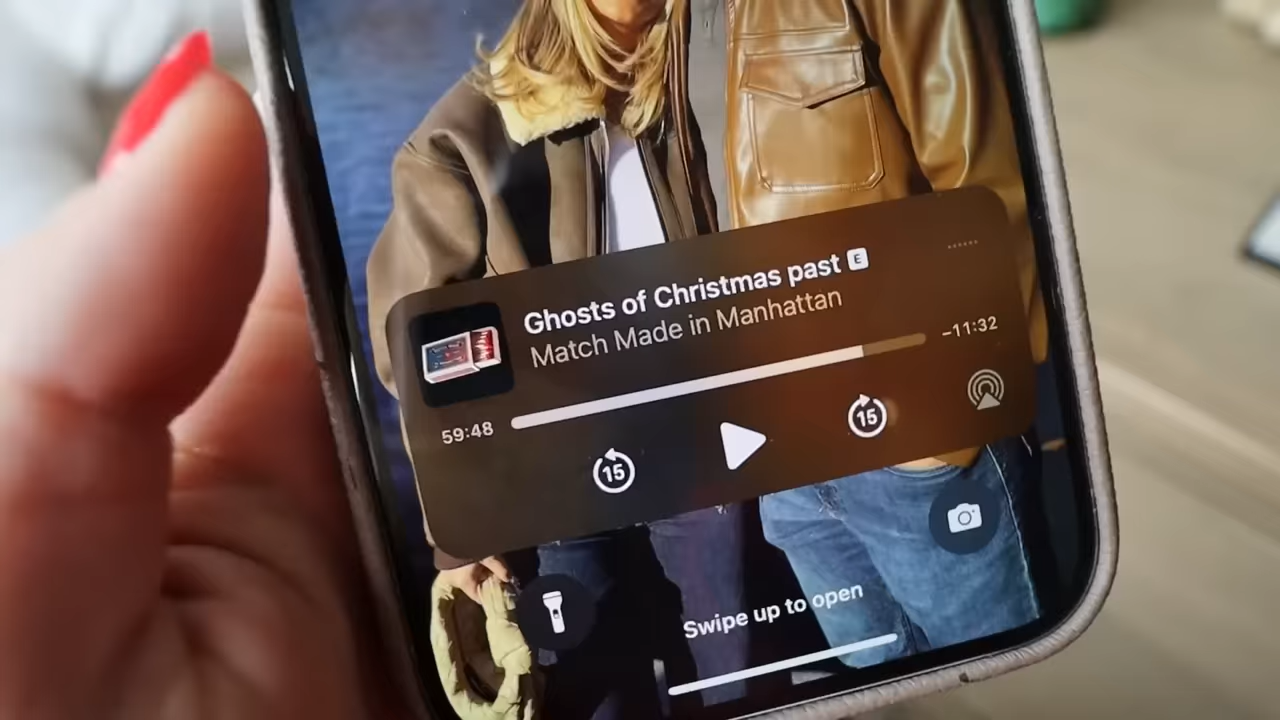 Ghosts of Christmas past E
Match Made in Manhattan
59:48
-11:32
15
15
Swipe up to open